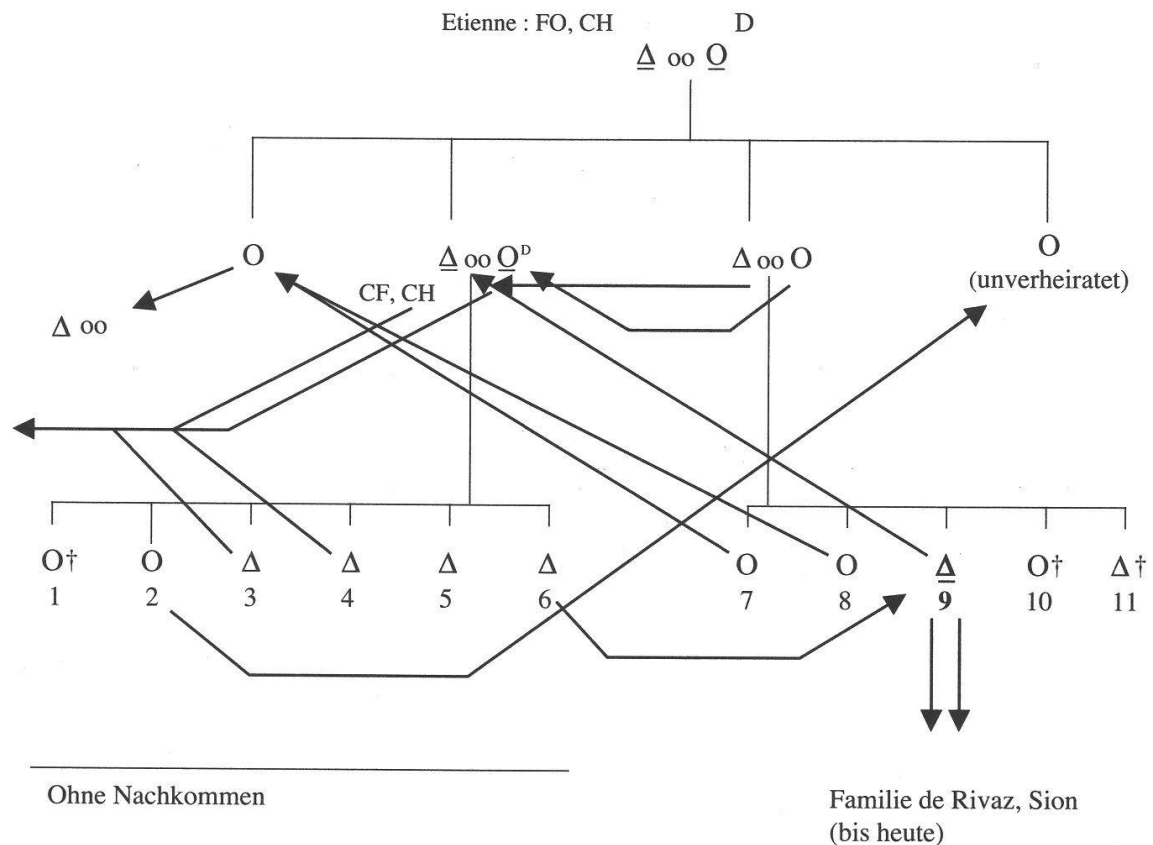 Etienne : FO, CH D
Δ oo O
O Δ oo Oᴰ Δ oo O O
(unverheiratet)
CF, CH
Δ oo
O† O Δ Δ Δ Δ O O Δ O† Δ†
1 2 3 4 5 6 7 8 9 10 11
Ohne Nachkommen
Familie de Rivaz, Sion
(bis heute)